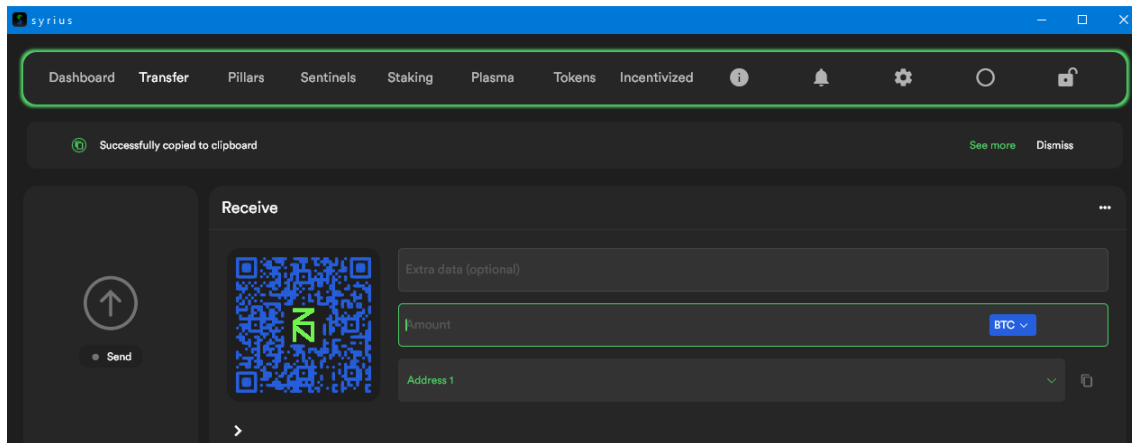 syrius
Dashboard Transfer Pillars Sentinels Staking Plasma Tokens Incentivized
Successfully copied to clipboard See more Dismiss
Receive
Extra data (optional)
Amount BTC
Send
Address 1